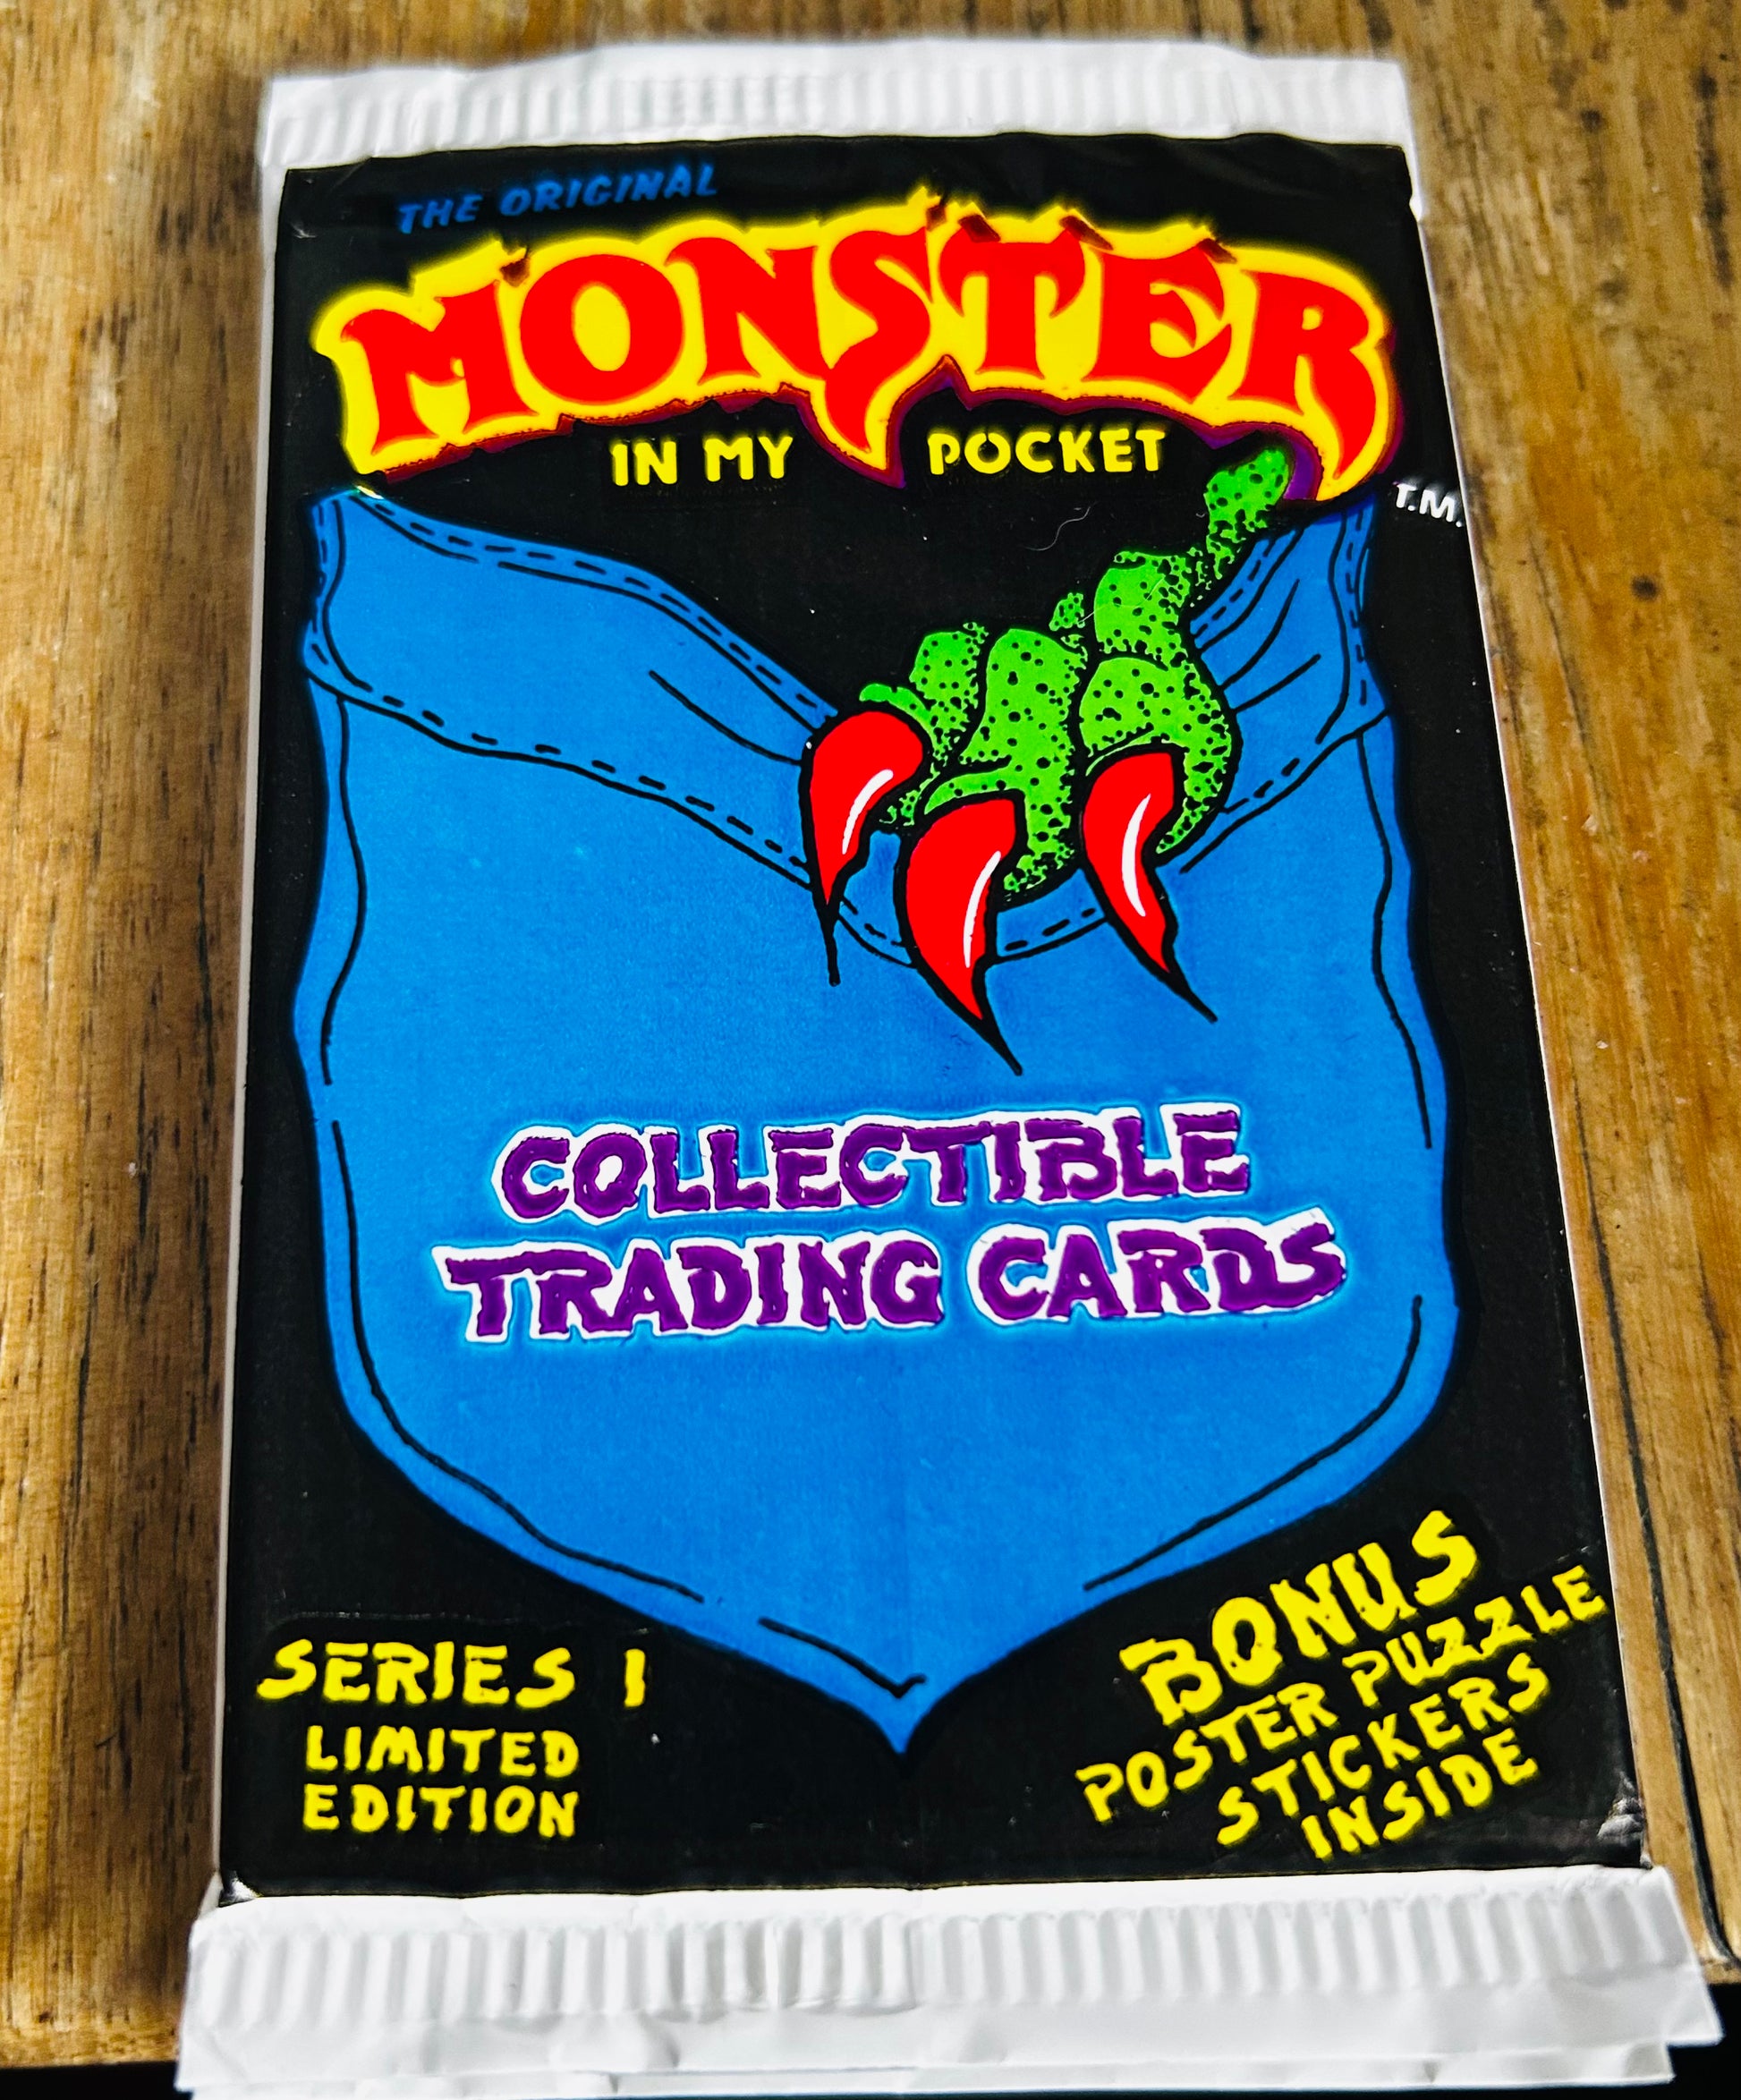 THE ORIGINAL
MONSTER
IN MY POCKET
T.M.
COLLECTIBLE
TRADING CARDS
SERIES 1
LIMITED
EDITION
BONUS
POSTER PUZZLE
STICKERS
INSIDE